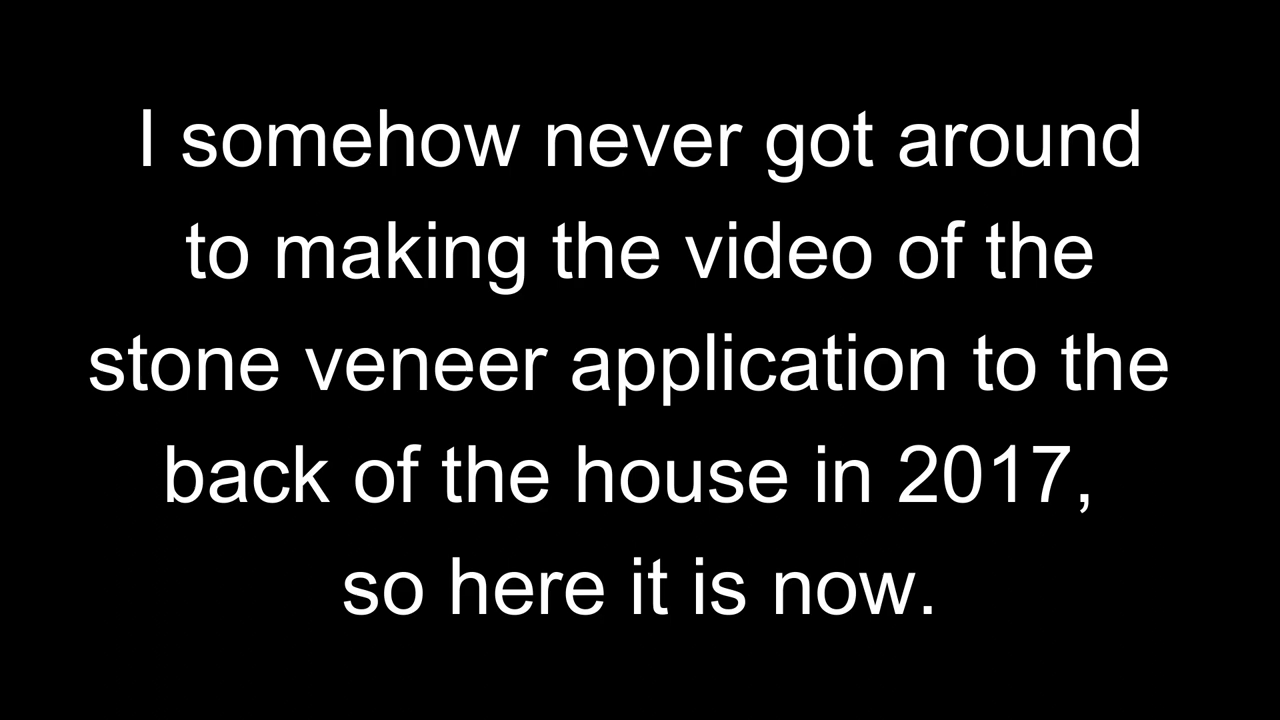 I somehow never got around
to making the video of the
stone veneer application to the
back of the house in 2017,
so here it is now.